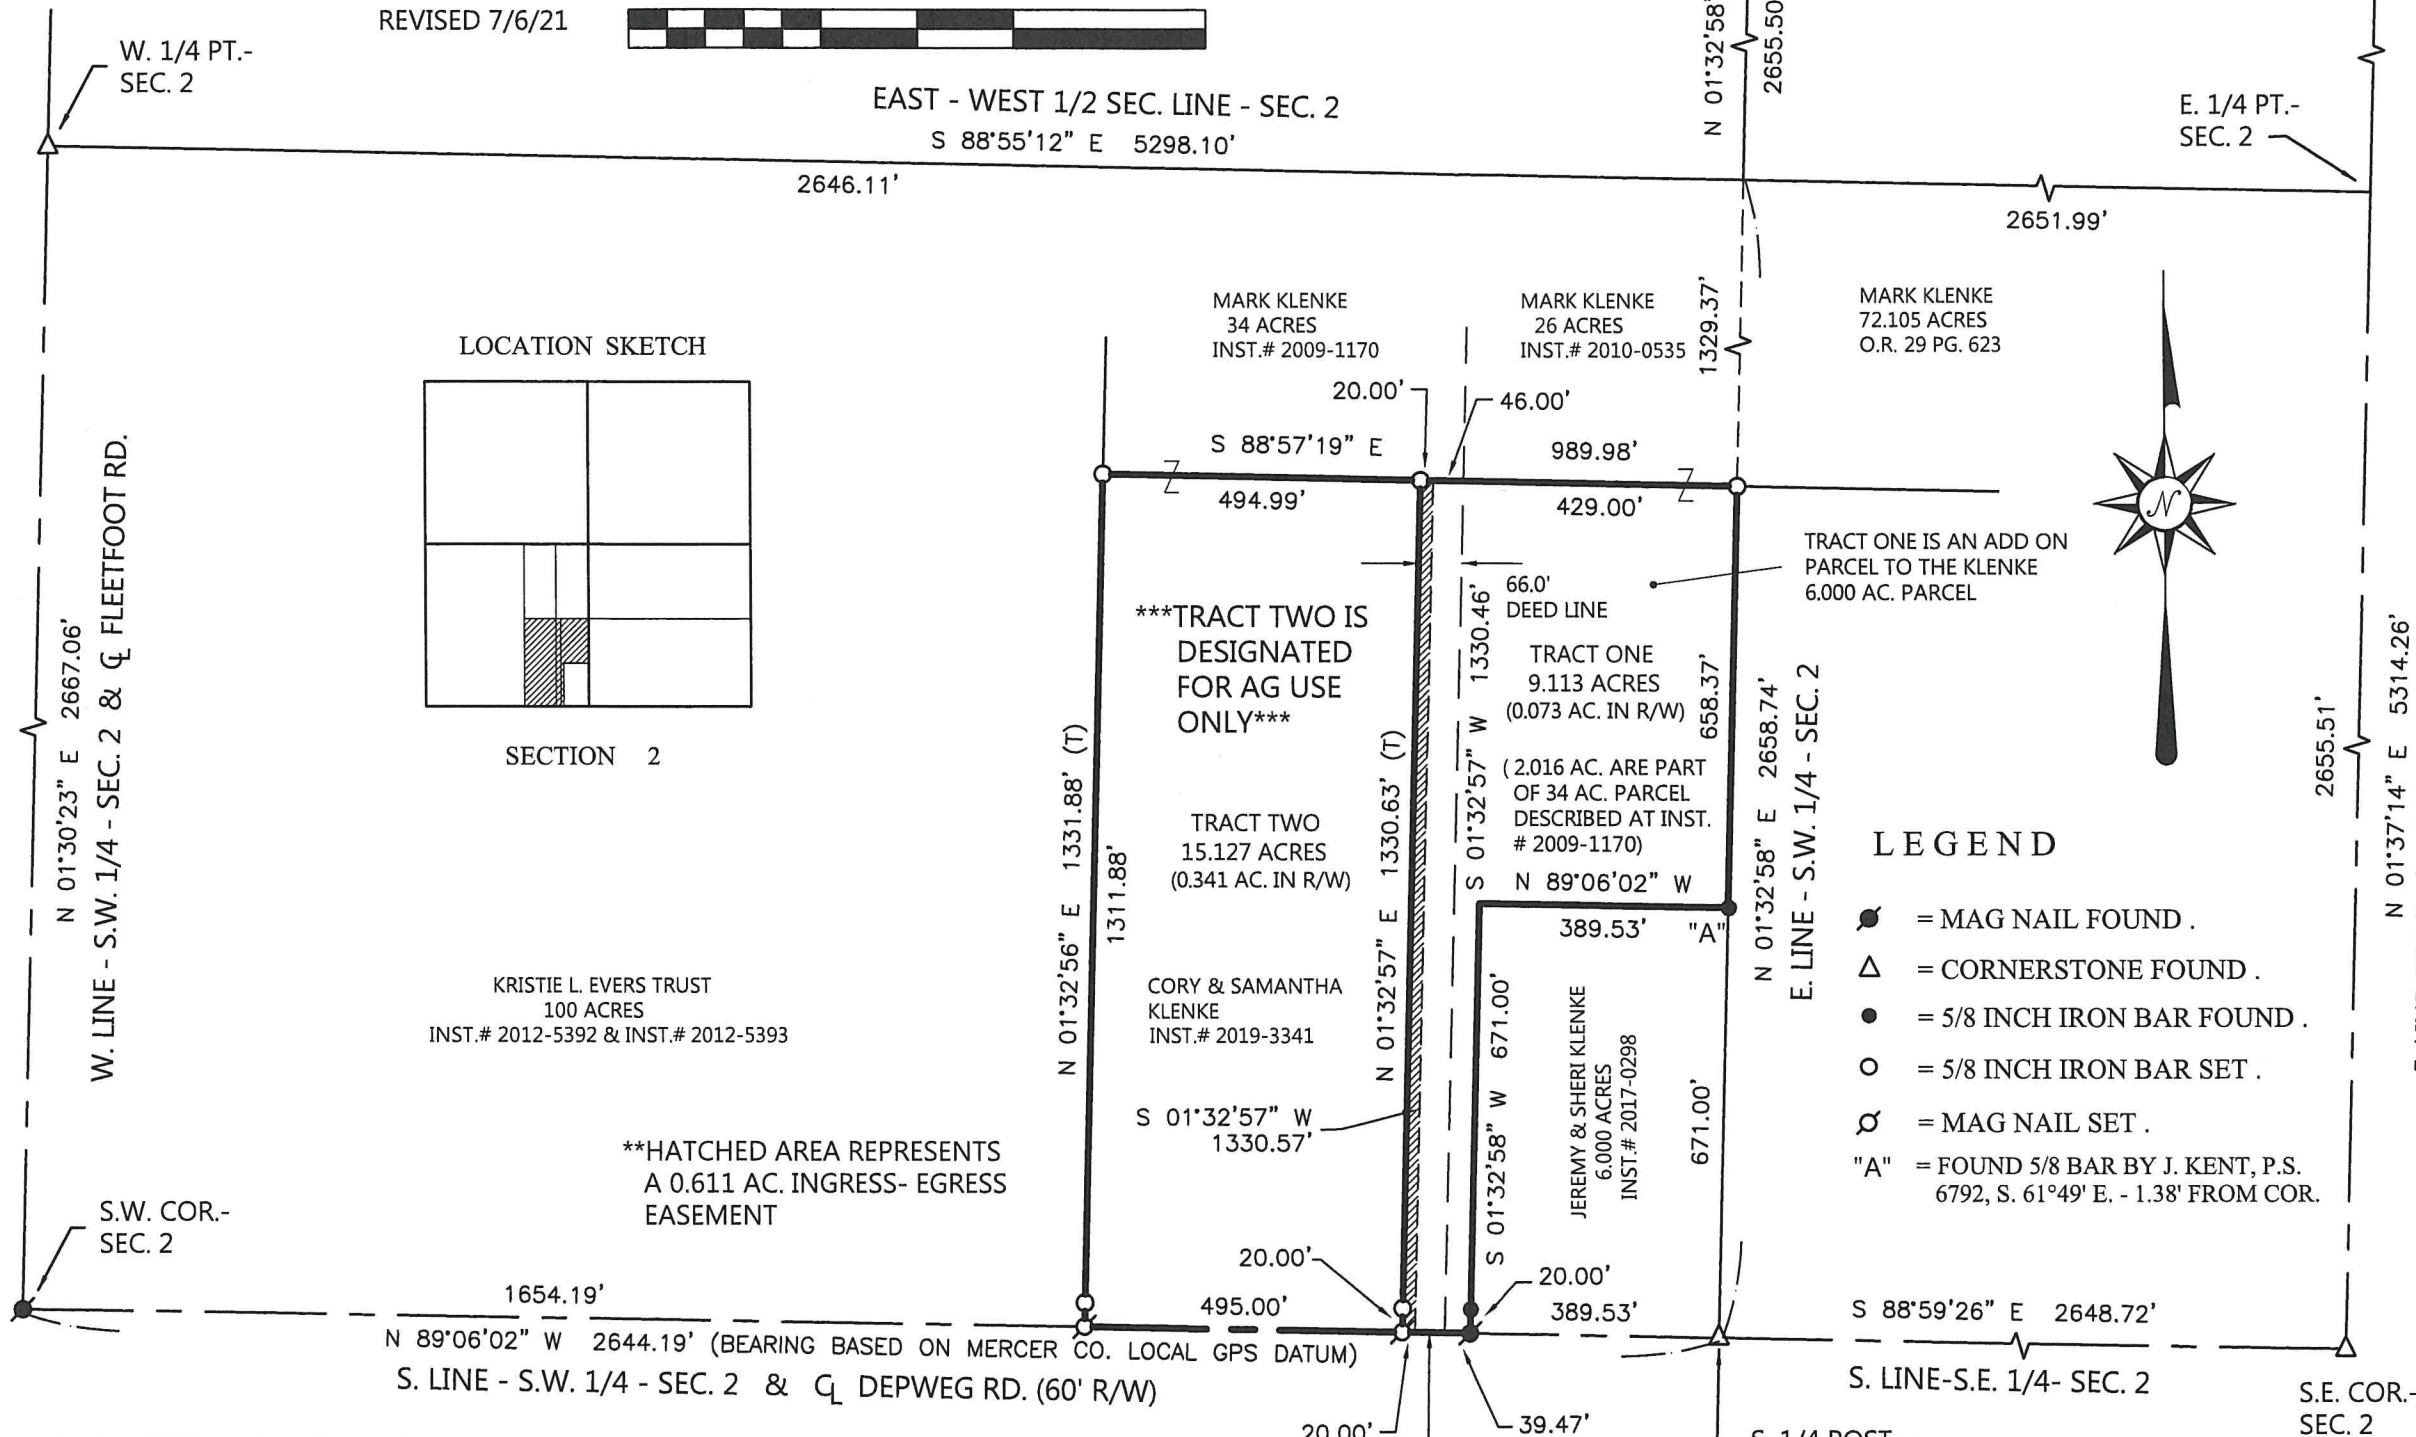 REVISED 7/6/21
W. 1/4 PT.-
SEC. 2
EAST - WEST 1/2 SEC. LINE - SEC. 2
S 88°55'12" E 5298.10'
2646.11'
N 01°32'58"
2655.50
E. 1/4 PT.-
SEC. 2
2651.99'
LOCATION SKETCH
SECTION 2
MARK KLENKE
34 ACRES
INST.# 2009-1170
MARK KLENKE
26 ACRES
INST.# 2010-0535
1329.37'
MARK KLENKE
72.105 ACRES
O.R. 29 PG. 623
20.00'
46.00'
S 88°57'19" E
989.98'
494.99'
429.00'
N
TRACT ONE IS AN ADD ON
PARCEL TO THE KLENKE
6.000 AC. PARCEL
66.0'
DEED LINE
***TRACT TWO IS
DESIGNATED
FOR AG USE
ONLY***
TRACT ONE
9.113 ACRES
(0.073 AC. IN R/W)
(2.016 AC. ARE PART
OF 34 AC. PARCEL
DESCRIBED AT INST.
# 2009-1170)
N 89°06'02" W
389.53'
"A"
S 01°32'57" W 1330.46'
658.37'
N 01°32'58" E 2658.74'
E. LINE - S.W. 1/4 - SEC. 2
2655.51'
N 01°37'14" E 5314.26'
N 01°30'23" E 2667.06'
W. LINE - S.W. 1/4 - SEC. 2 & ℄ FLEETFOOT RD.
N 01°32'56" E 1331.88' (T)
1311.88'
TRACT TWO
15.127 ACRES
(0.341 AC. IN R/W)
N 01°32'57" E 1330.63' (T)
CORY & SAMANTHA
KLENKE
INST.# 2019-3341
KRISTIE L. EVERS TRUST
100 ACRES
INST.# 2012-5392 & INST.# 2012-5393
S 01°32'57" W
1330.57'
S 01°32'58" W 671.00'
JEREMY & SHERI KLENKE
6.000 ACRES
INST.# 2017-0298
671.00'
LEGEND
= MAG NAIL FOUND .
= CORNERSTONE FOUND .
= 5/8 INCH IRON BAR FOUND .
= 5/8 INCH IRON BAR SET .
= MAG NAIL SET .
"A" = FOUND 5/8 BAR BY J. KENT, P.S.
6792, S. 61°49' E. - 1.38' FROM COR.
**HATCHED AREA REPRESENTS
A 0.611 AC. INGRESS- EGRESS
EASEMENT
S.W. COR.-
SEC. 2
1654.19'
20.00'
495.00'
20.00'
389.53'
S 88°59'26" E 2648.72'
N 89°06'02" W 2644.19' (BEARING BASED ON MERCER CO. LOCAL GPS DATUM)
S. LINE - S.W. 1/4 - SEC. 2 & ℄ DEPWEG RD. (60' R/W)
S. LINE-S.E. 1/4- SEC. 2
S.E. COR.-
SEC. 2
20.00'
39.47'
S. 1/4 POST